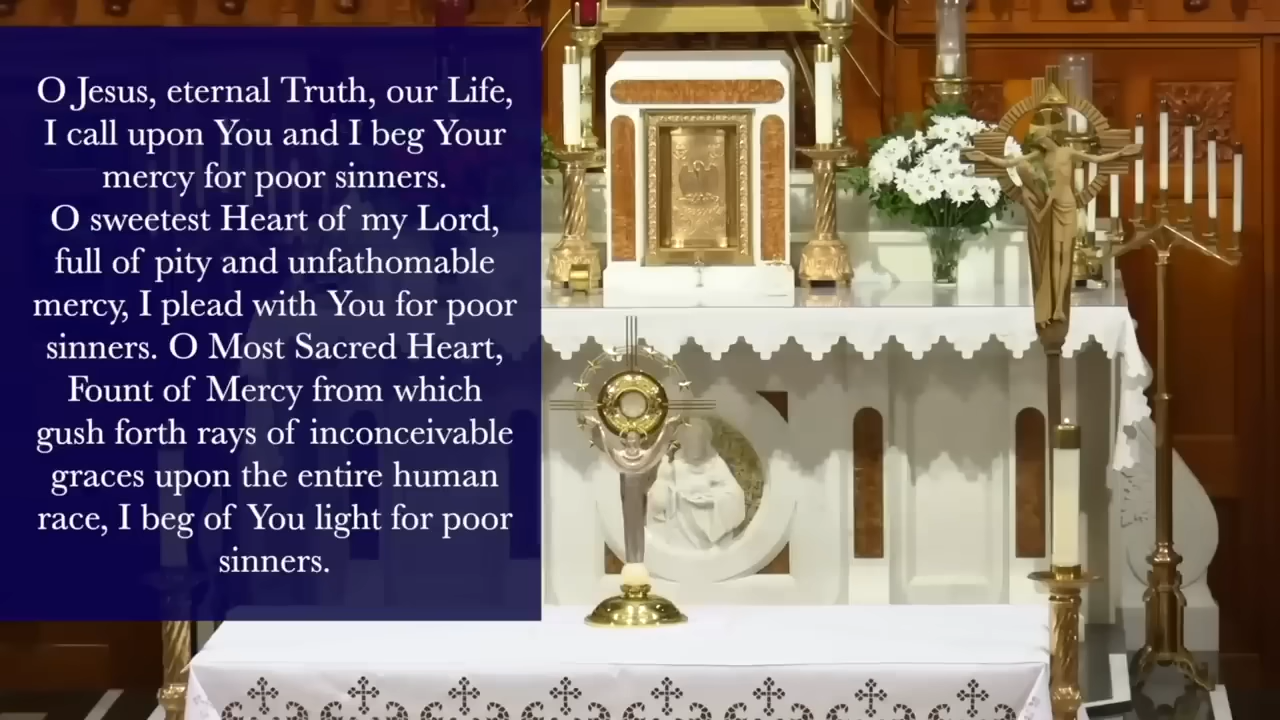 O Jesus, eternal Truth, our Life,
I call upon You and I beg Your
mercy for poor sinners.
O sweetest Heart of my Lord,
full of pity and unfathomable
mercy, I plead with You for poor
sinners. O Most Sacred Heart,
Fount of Mercy from which
gush forth rays of inconceivable
graces upon the entire human
race, I beg of You light for poor
sinners.